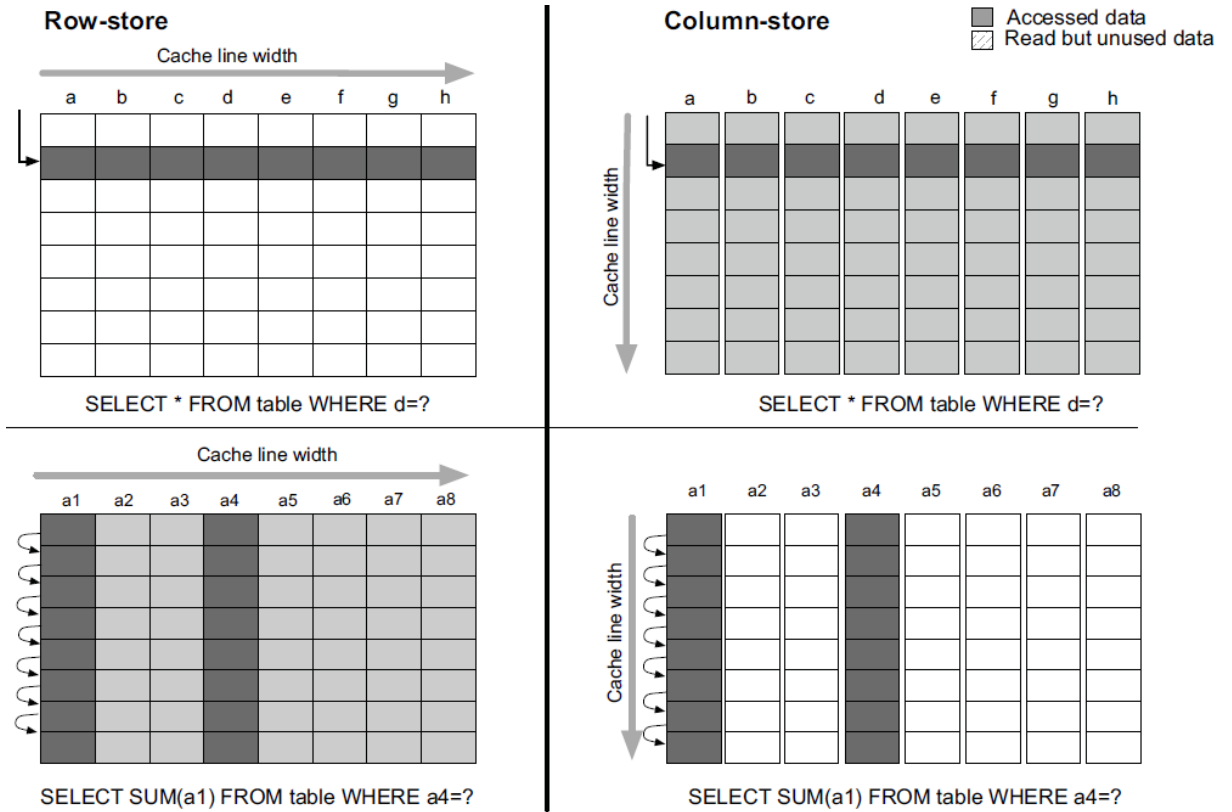 Row-store
Cache line width
a b c d e f g h
SELECT * FROM table WHERE d=?
Column-store
Accessed data
Read but unused data
a b c d e f g h
Cache line width
SELECT * FROM table WHERE d=?
Cache line width
a1 a2 a3 a4 a5 a6 a7 a8
SELECT SUM(a1) FROM table WHERE a4=?
a1 a2 a3 a4 a5 a6 a7 a8
Cache line width
SELECT SUM(a1) FROM table WHERE a4=?